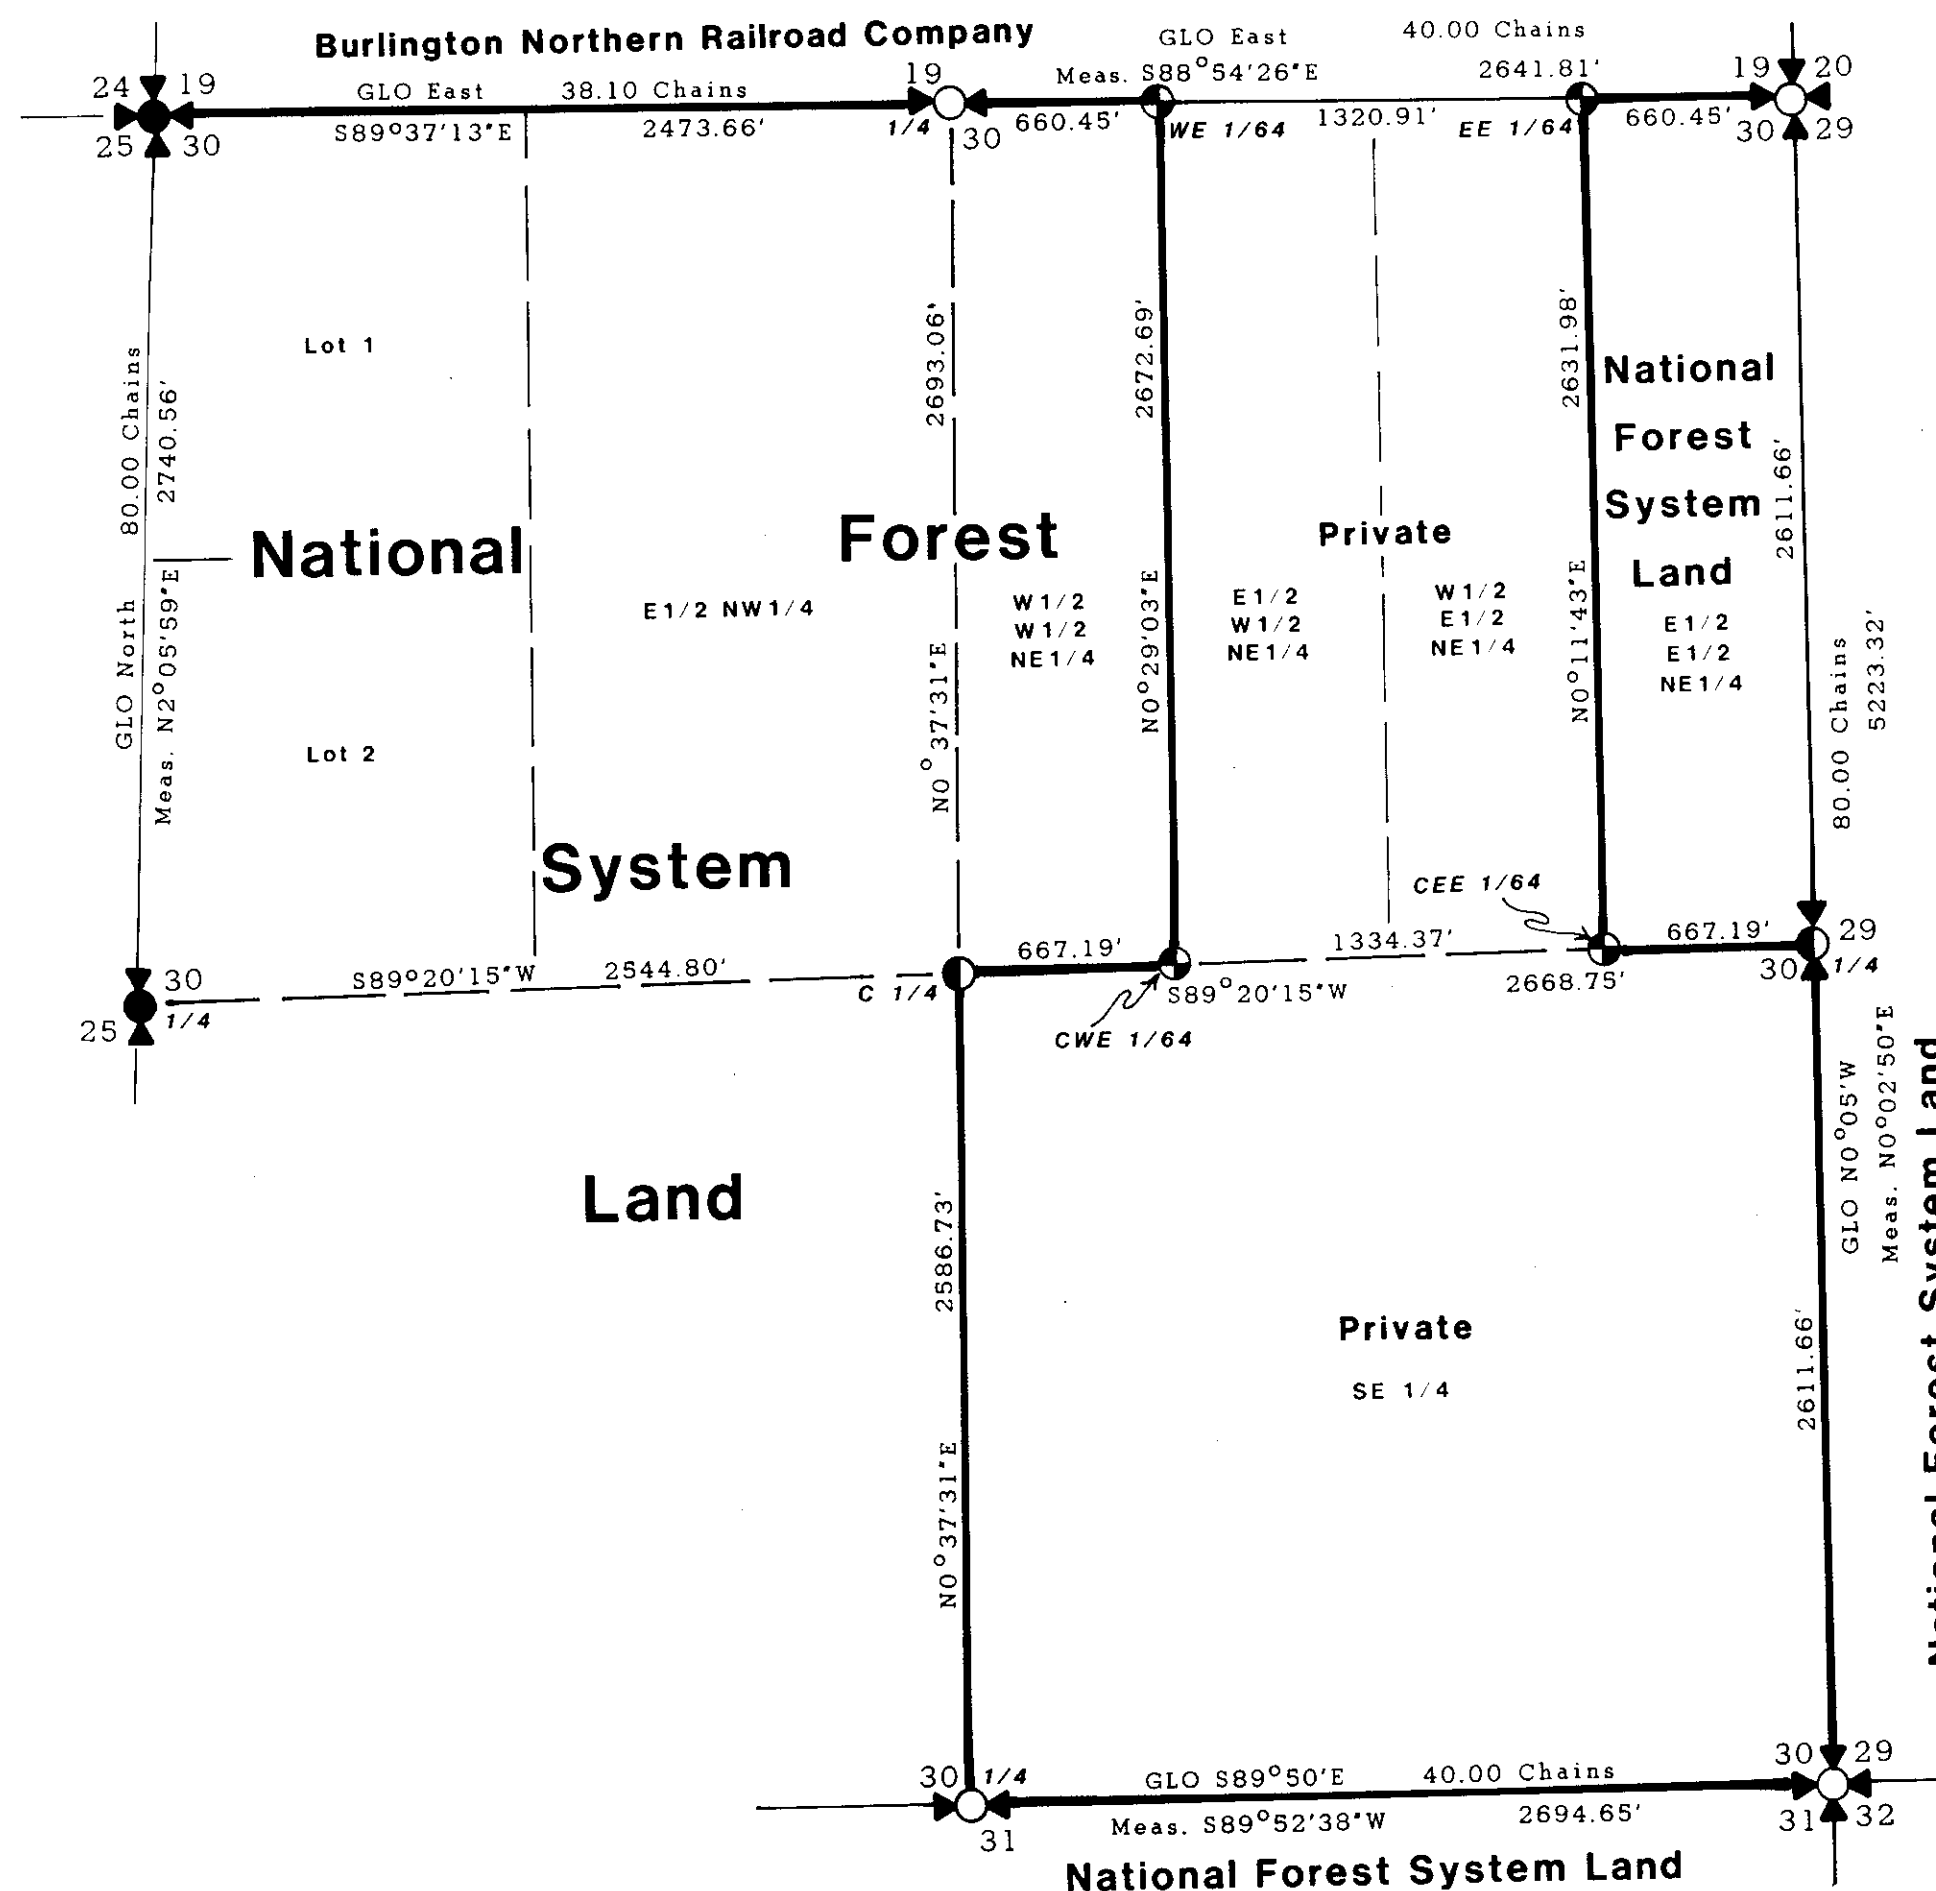 Burlington Northern Railroad Company
GLO East 40.00 Chains
Meas. S88°54'26"E 2641.81'
24 19
19
19 20
GLO East 38.10 Chains
S89°37'13"E 2473.66'
1/4 30
660.45'
WE 1/64
1320.91'
EE 1/64
660.45'
25 30
30 29
Lot 1
GLO North 80.00 Chains
Meas. N2°05'59"E 2740.56'
2693.06'
N0°37'31"E
2672.69'
N0°29'03"E
2631.98'
N0°11'43"E
2611.66'
80.00 Chains
5223.32'
National Forest
System
Land
E1/2 NW1/4
W1/2
W1/2
NE1/4
Private
E1/2
W1/2
NE1/4
W1/2
E1/2
NE1/4
National
Forest
System
Land
E1/2
E1/2
NE1/4
Lot 2
CEE 1/64
30
S89°20'15"W 2544.80'
C 1/4
667.19'
1334.37'
667.19'
29
25 1/4
S89°20'15"W 2668.75'
30 1/4
CWE 1/64
2586.73'
N0°37'31"E
Private
SE 1/4
GLO N0°05'W
Meas. N0°02'50"E
2611.66'
National Forest System Land
30 1/4
GLO S89°50'E 40.00 Chains
30 29
31
Meas. S89°52'38"W 2694.65'
31 32
National Forest System Land